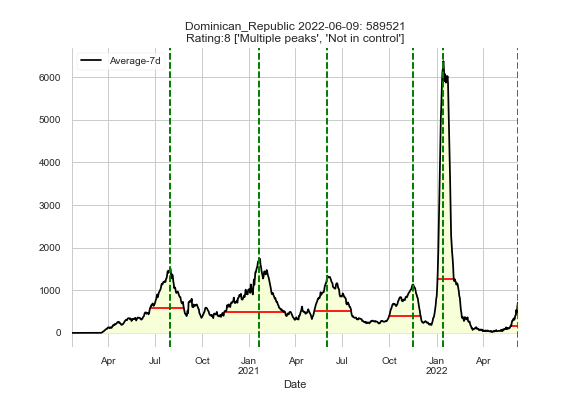 Dominican_Republic 2022-06-09: 589521
Rating:8 ['Multiple peaks', 'Not in control']
Average-7d
6000
5000
4000
3000
2000
1000
0
Apr Jul Oct Jan Apr Jul Oct Jan Apr
2021 2022
Date